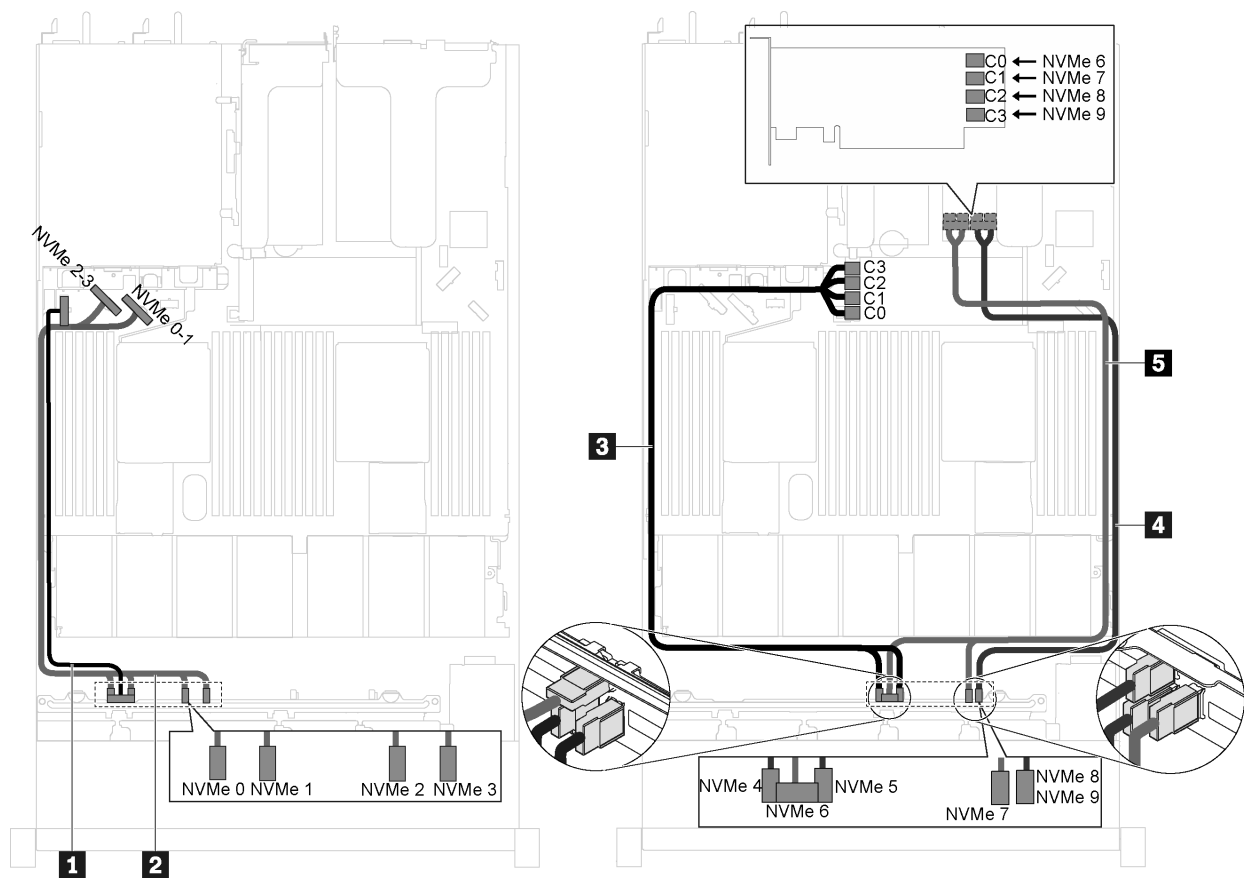 C0 ← NVMe 6
C1 ← NVMe 7
C2 ← NVMe 8
C3 ← NVMe 9
NVMe 2-3
NVMe 0-1
C3
C2
C1
C0
5
3
4
NVMe 0 NVMe 1 NVMe 2 NVMe 3
NVMe 4 NVMe 5
NVMe 6
NVMe 7
NVMe 8
NVMe 9
1 2